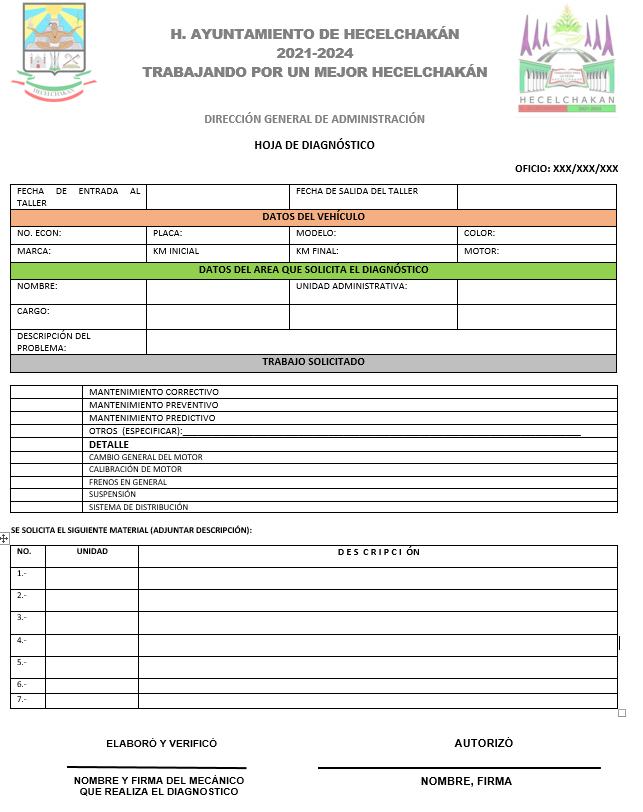 H. AYUNTAMIENTO DE HECELCHAKÁN
2021-2024
TRABAJANDO POR UN MEJOR HECELCHAKÁN
HECELCHAKÁN
HECELCHAKÁN
2021-2024
DIRECCIÓN GENERAL DE ADMINISTRACIÓN
HOJA DE DIAGNÓSTICO
OFICIO: XXX/XXX/XXX
FECHA DE ENTRADA AL TALLER
FECHA DE SALIDA DEL TALLER
DATOS DEL VEHÍCULO
NO. ECON: PLACA: MODELO: COLOR:
MARCA: KM INICIAL KM FINAL: MOTOR:
DATOS DEL AREA QUE SOLICITA EL DIAGNÓSTICO
NOMBRE: UNIDAD ADMINISTRATIVA:
CARGO:
DESCRIPCIÓN DEL
PROBLEMA:
TRABAJO SOLICITADO
MANTENIMIENTO CORRECTIVO
MANTENIMIENTO PREVENTIVO
MANTENIMIENTO PREDICTIVO
OTROS (ESPECIFICAR):
DETALLE
CAMBIO GENERAL DEL MOTOR
CALIBRACIÓN DE MOTOR
FRENOS EN GENERAL
SUSPENSIÓN
SISTEMA DE DISTRIBUCIÓN
SE SOLICITA EL SIGUIENTE MATERIAL (ADJUNTAR DESCRIPCIÓN):
NO. UNIDAD D E S C R I P C I ÓN
1.-
2.-
3.-
4.-
5.-
6.-
7.-
ELABORÓ Y VERIFICÓ
AUTORIZÓ
NOMBRE Y FIRMA DEL MECÁNICO
QUE REALIZA EL DIAGNOSTICO
NOMBRE, FIRMA